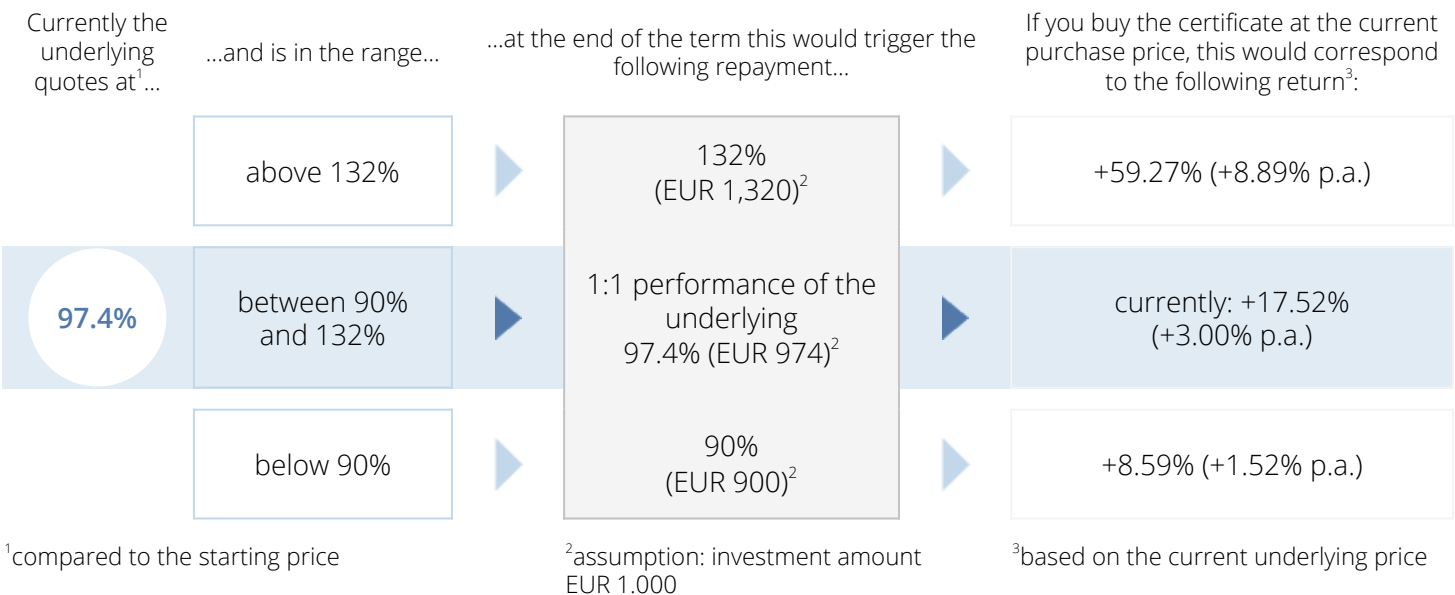 Currently the
underlying
quotes at¹...
...and is in the range...
...at the end of the term this would trigger the
following repayment...
If you buy the certificate at the current
purchase price, this would correspond
to the following return³:
above 132%
132%
(EUR 1,320)²
+59.27% (+8.89% p.a.)
97.4%
between 90%
and 132%
1:1 performance of the
underlying
97.4% (EUR 974)²
currently: +17.52%
(+3.00% p.a.)
below 90%
90%
(EUR 900)²
+8.59% (+1.52% p.a.)
¹compared to the starting price
²assumption: investment amount
EUR 1.000
³based on the current underlying price